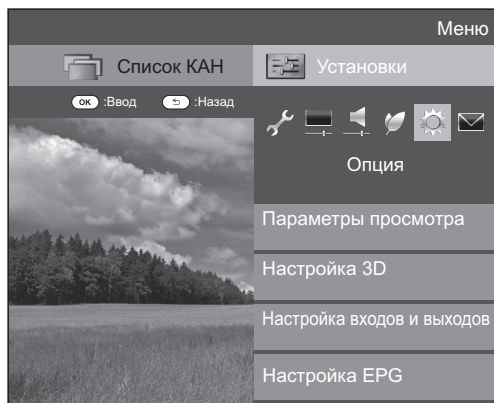 Меню
Список КАН Установки
OK :Ввод :Назад
Опция
Параметры просмотра
Настройка 3D
Настройка входов и выходов
Настройка EPG